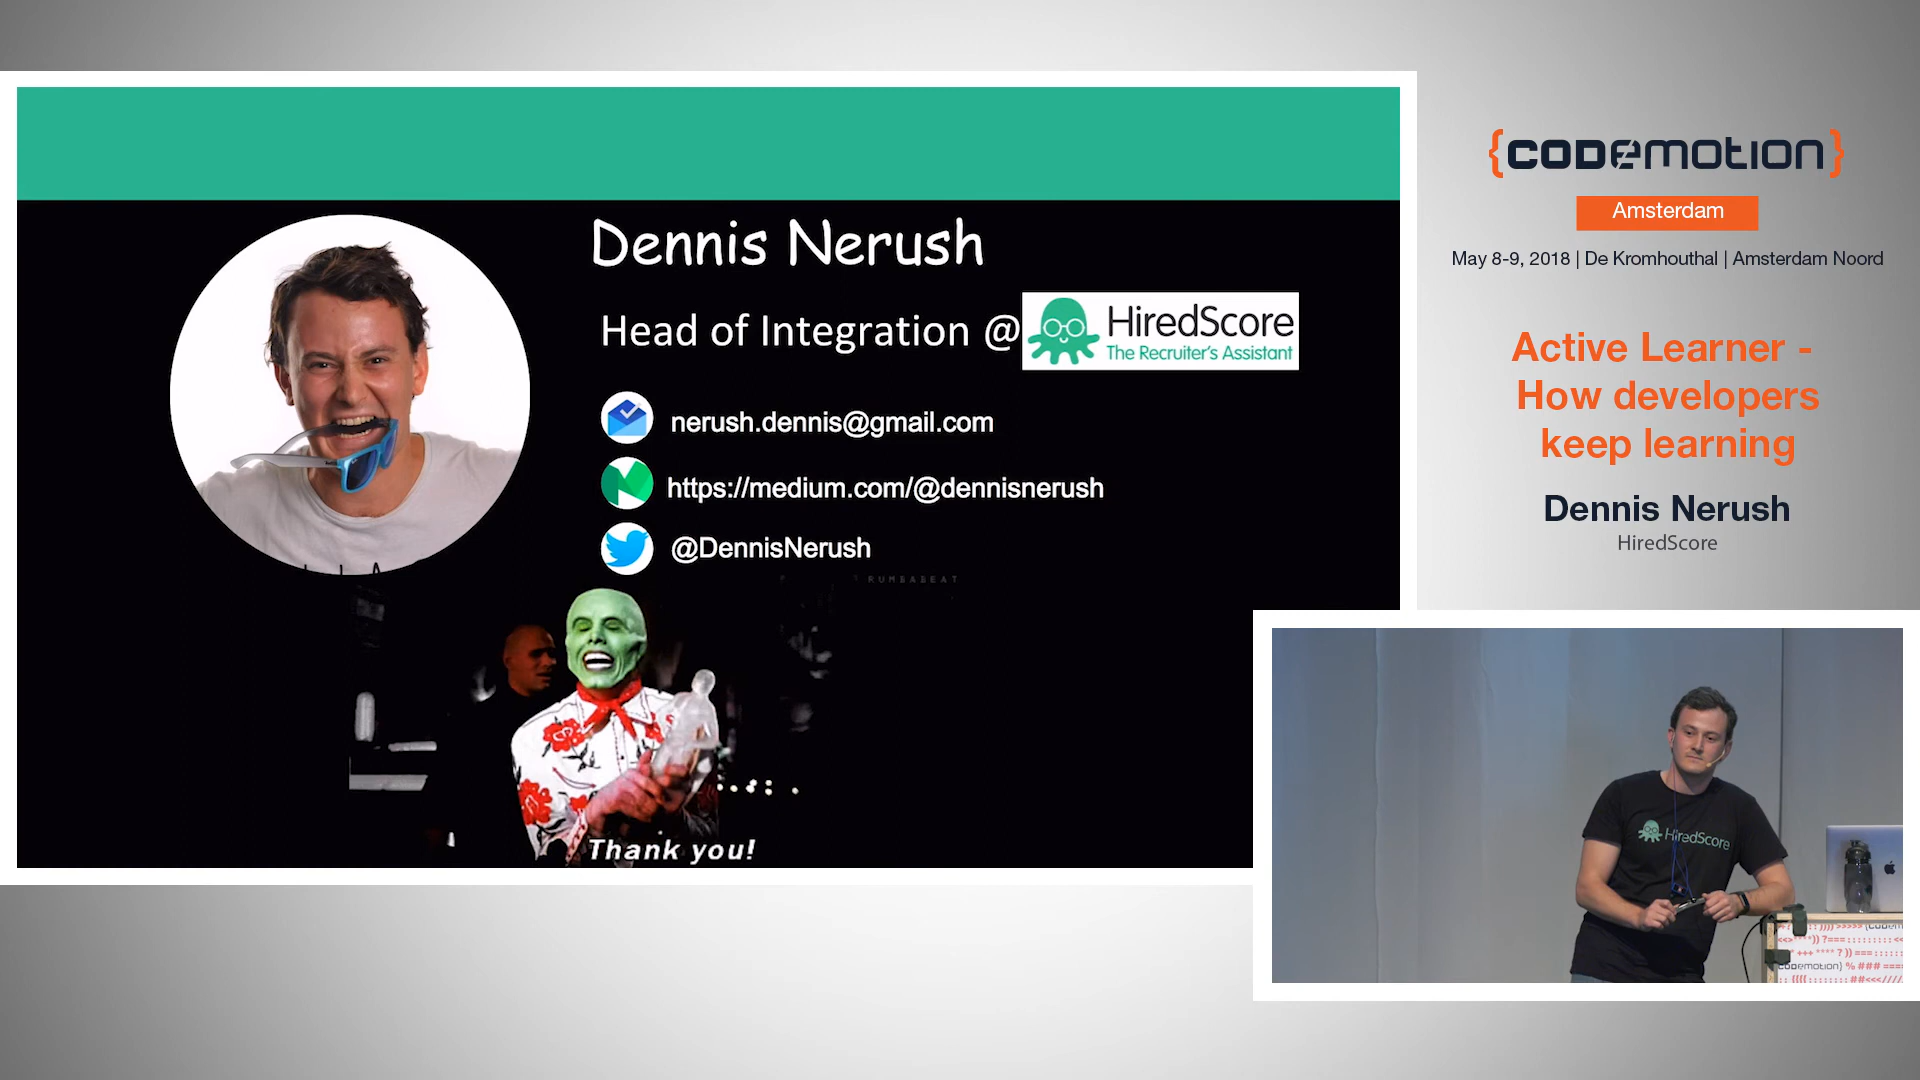 Dennis Nerush
Head of Integration @
HiredScore
The Recruiter's Assistant
nerush.dennis@gmail.com
https://medium.com/@dennisnerush
@DennisNerush
RUMBABEAT
Thank you!
{CODEMOTION}
Amsterdam
May 8-9, 2018 | De Kromhouthal | Amsterdam Noord
Active Learner -
How developers
keep learning
Dennis Nerush
HiredScore
HiredScore